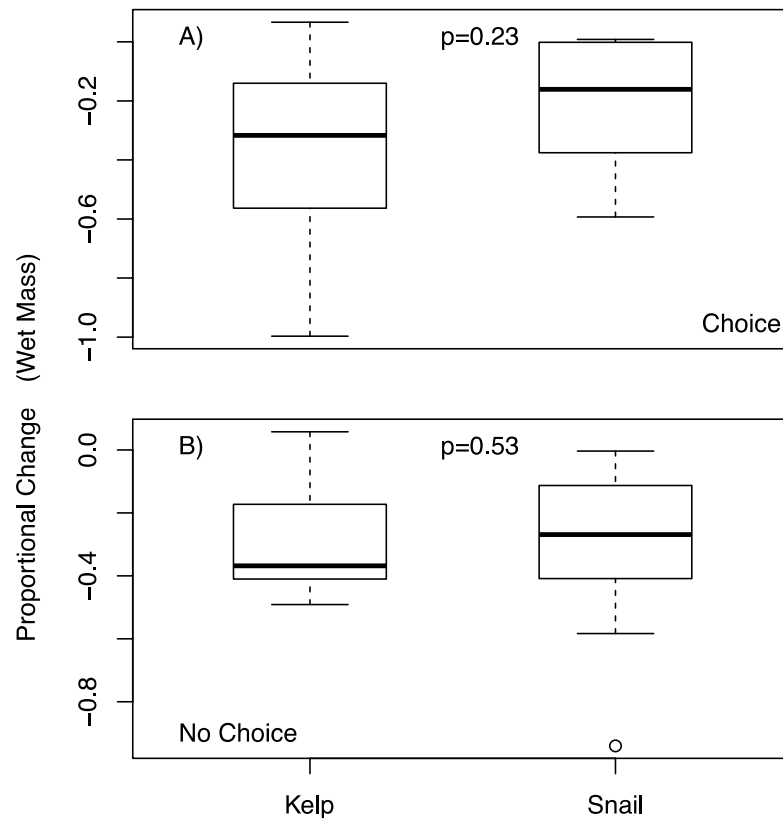 A)
p=0.23
−0.2
−0.6
−1.0
Choice
Proportional Change (Wet Mass)
B)
p=0.53
0.0
−0.4
−0.8
No Choice
Kelp
Snail